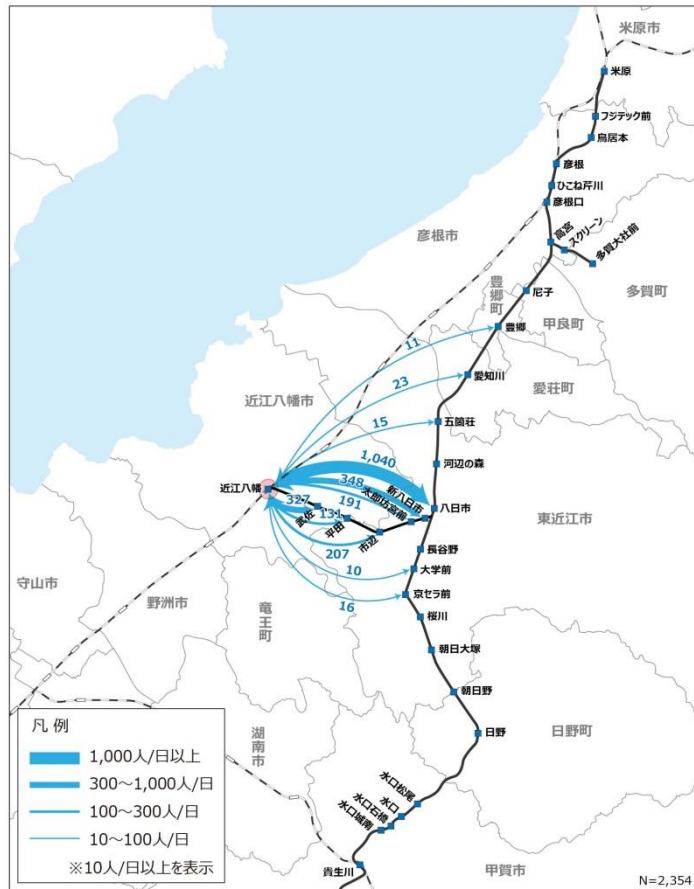 米原市
米原
フジテック前
鳥居本
彦根
ひこね芹川
彦根口
彦根市
高宮
スクリーン
多賀大社前
多賀町
尼子
豊郷町
甲良町
豊郷
11
愛知川
23
愛荘町
近江八幡市
15
五箇荘
1,040
河辺の森
348
新八日市
太郎坊宮前
近江八幡
327
191
八日市
武佐
131
平田
市辺
東近江市
207
長谷野
10
大学前
守山市
野洲市
竜王町
16
京セラ前
桜川
朝日大塚
朝日野
日野
日野町
湖南市
水口松尾
水口
水口石橋
水口城南
貴生川
甲賀市
凡例
1,000人/日以上
300～1,000人/日
100～300人/日
10～100人/日
※10人/日以上を表示
N=2,354